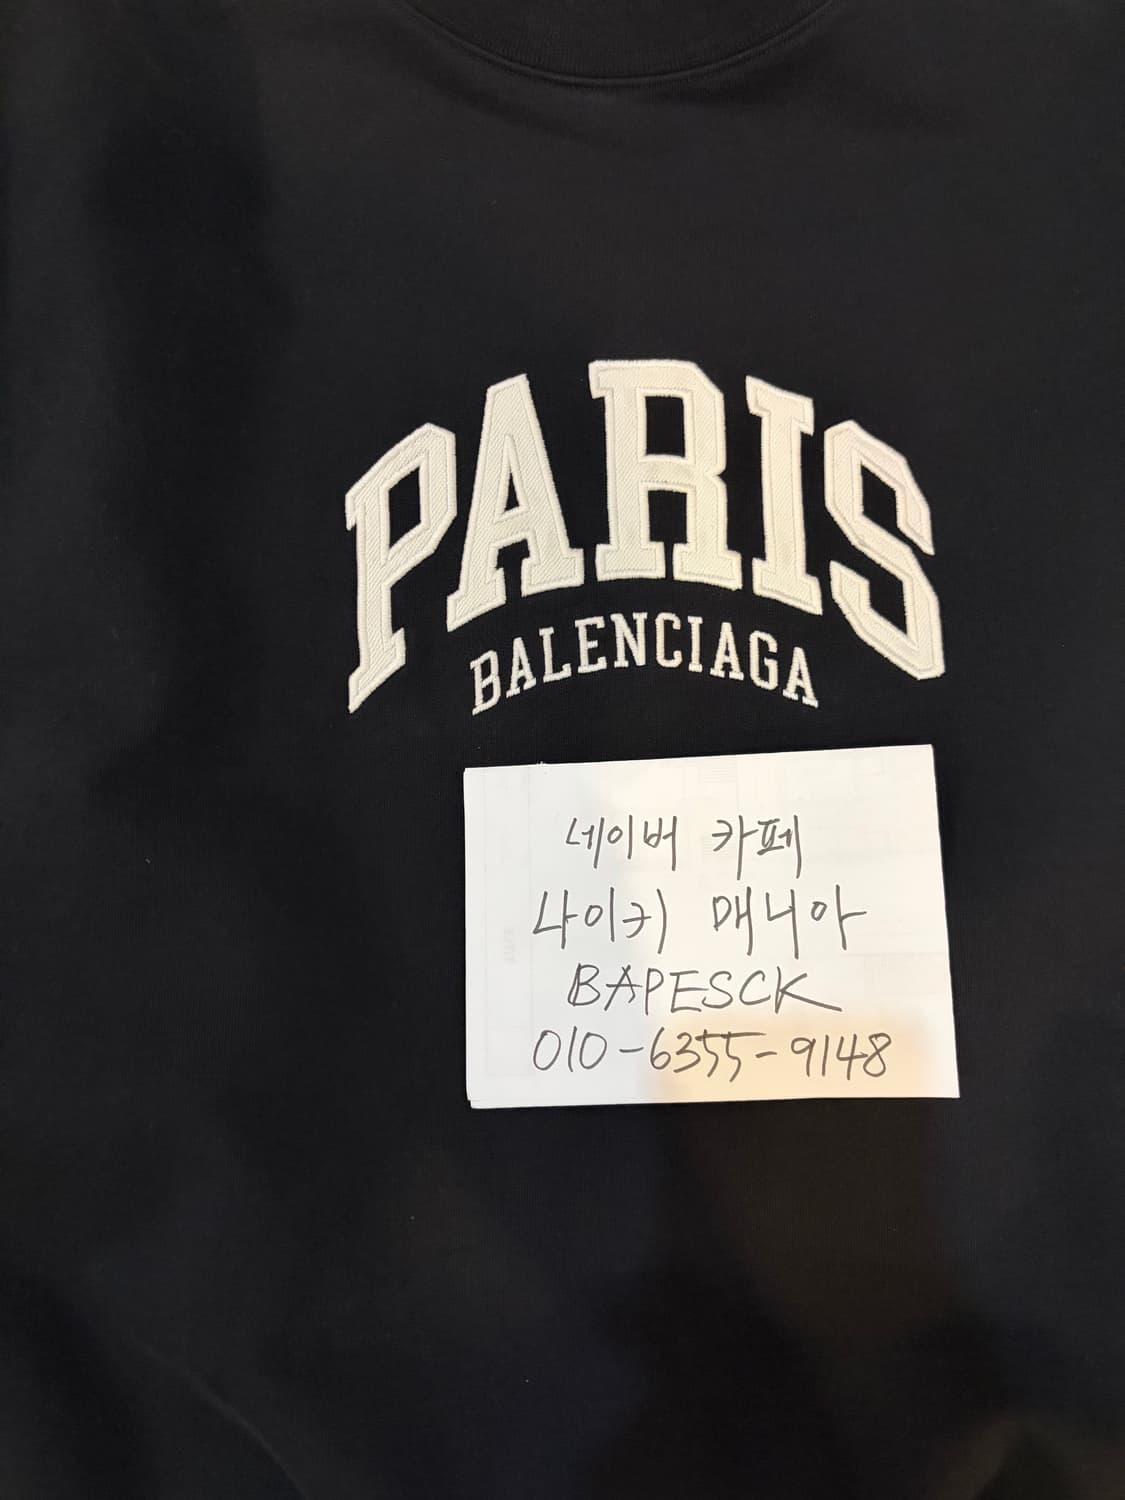 PARIS
BALENCIAGA
네이버 카페
나이키 매니아
BAPESCK
010-6355-9148